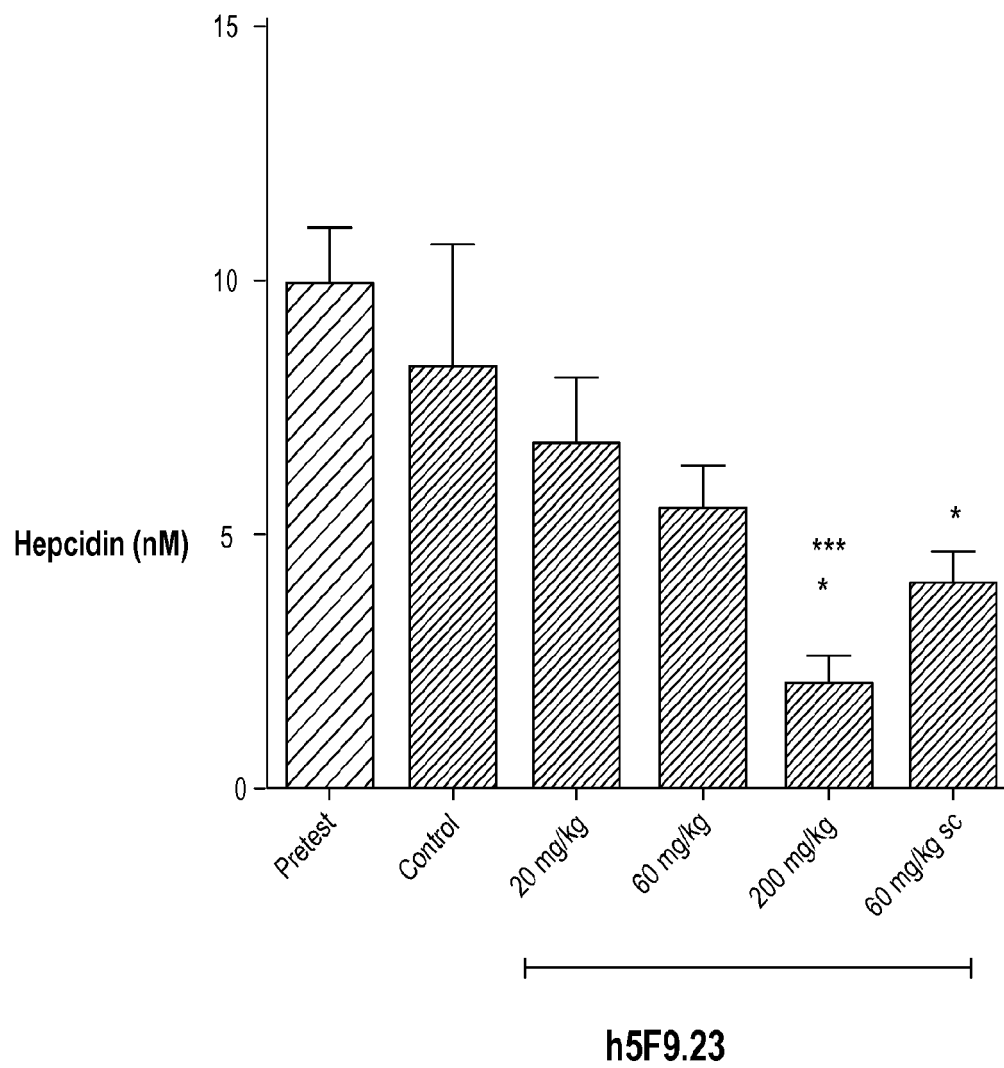 15
10
Hepcidin (nM)
5
***
*
*
0
Pretest
Control
20 mg/kg
60 mg/kg
200 mg/kg
60 mg/kg sc
h5F9.23